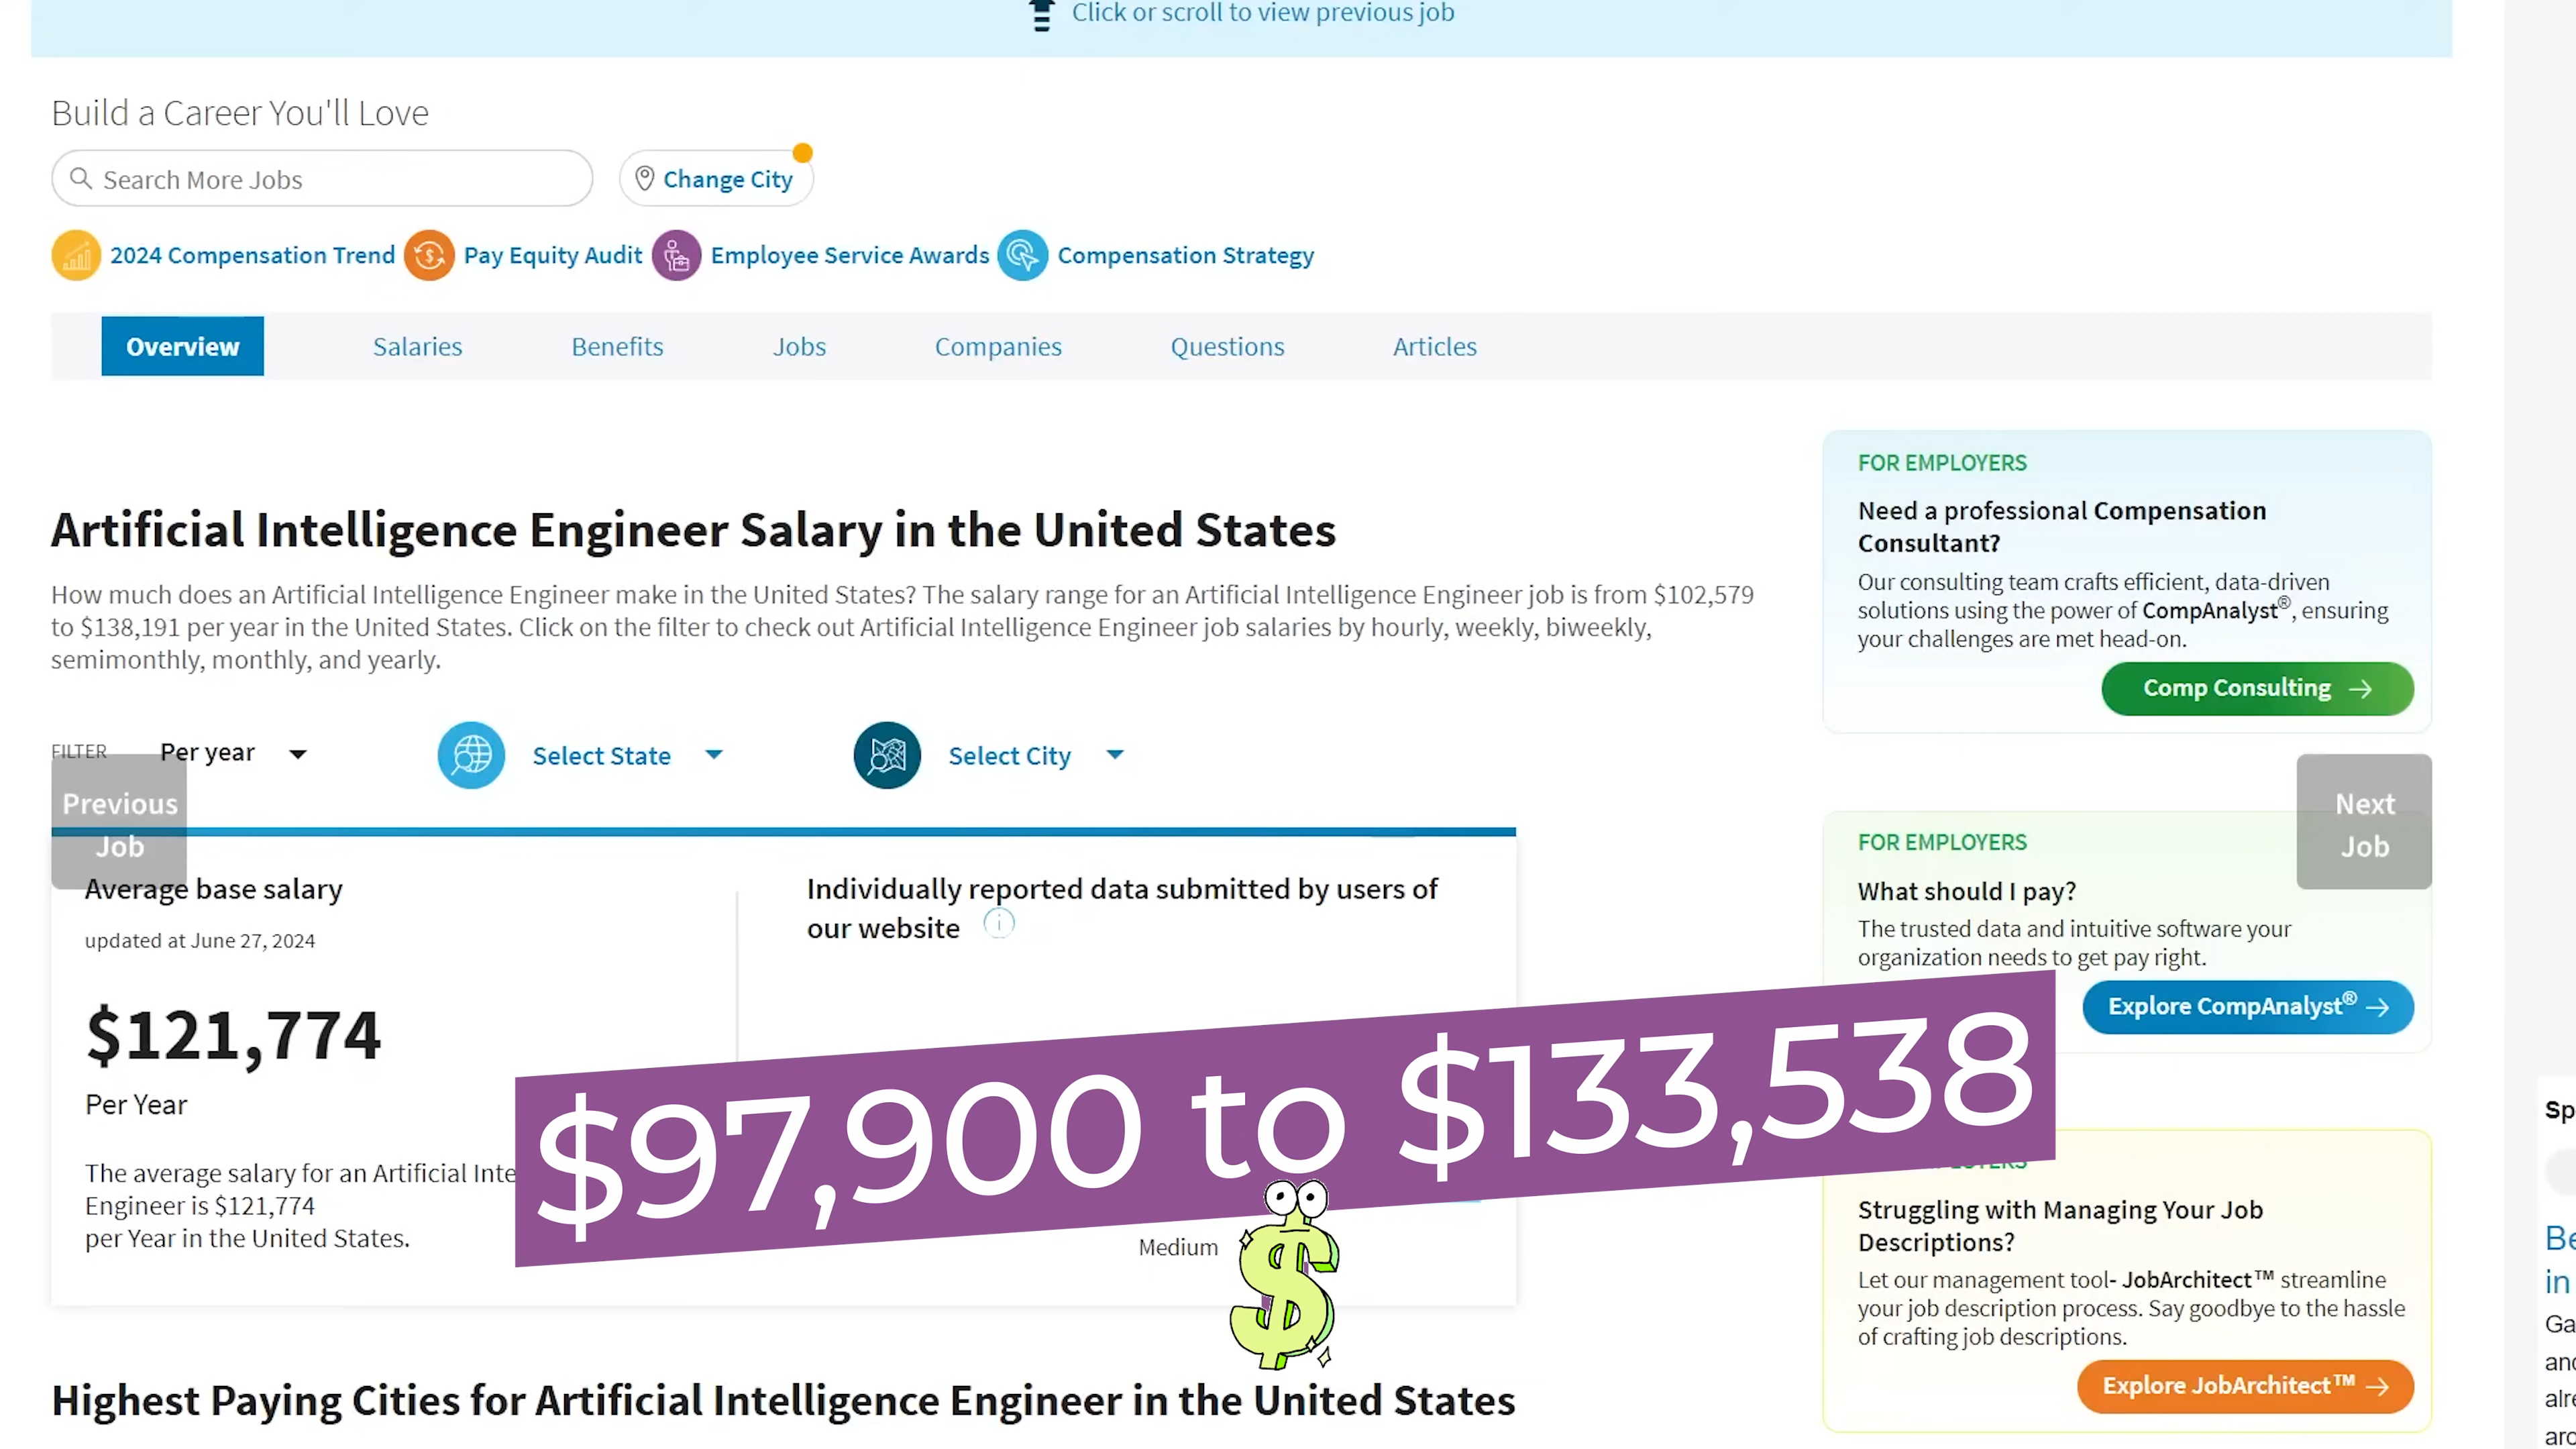 Click or scroll to view previous job
Build a Career You'll Love
Search More Jobs
Change City
2024 Compensation Trend
Pay Equity Audit
Employee Service Awards
Compensation Strategy
Overview
Salaries
Benefits
Jobs
Companies
Questions
Articles
Artificial Intelligence Engineer Salary in the United States
How much does an Artificial Intelligence Engineer make in the United States? The salary range for an Artificial Intelligence Engineer job is from $102,579
to $138,191 per year in the United States. Click on the filter to check out Artificial Intelligence Engineer job salaries by hourly, weekly, biweekly,
semimonthly, monthly, and yearly.
FILTER
Per year
Select State
Select City
Previous
Job
Average base salary
updated at June 27, 2024
$121,774
Per Year
The average salary for an Artificial
Engineer is $121,774
per Year in the United States.
Individually reported data submitted by users of
our website
$97,900 to $133,538
Medium
Highest Paying Cities for Artificial Intelligence Engineer in the United States
FOR EMPLOYERS
Need a professional Compensation
Consultant?
Our consulting team crafts efficient, data-driven
solutions using the power of CompAnalyst®, ensuring
your challenges are met head-on.
Comp Consulting →
Next
Job
FOR EMPLOYERS
What should I pay?
The trusted data and intuitive software your
organization needs to get pay right.
Explore CompAnalyst® →
Struggling with Managing Your Job
Descriptions?
Let our management tool- JobArchitect™ streamline
your job description process. Say goodbye to the hassle
of crafting job descriptions.
Explore JobArchitect™ →
in